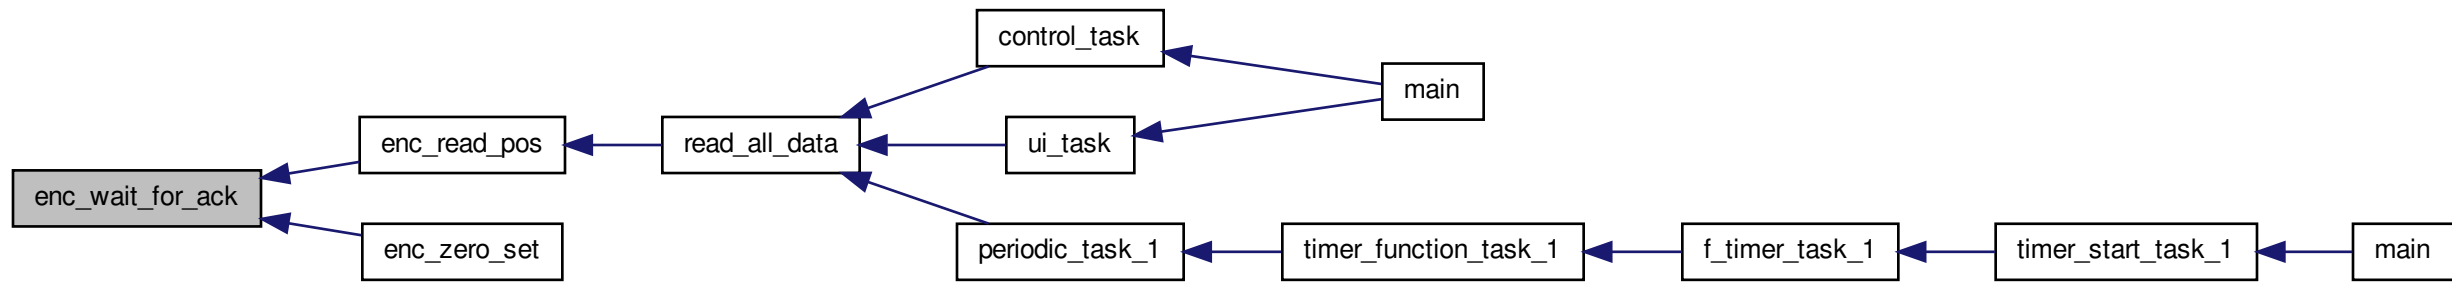 enc_wait_for_ack
enc_read_pos
enc_zero_set
read_all_data
control_task
ui_task
periodic_task_1
main
timer_function_task_1
f_timer_task_1
timer_start_task_1
main